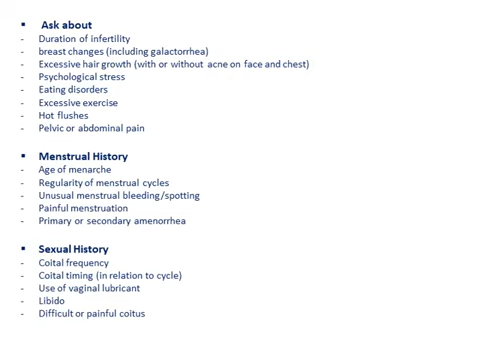 ▪ Ask about
- Duration of infertility
- breast changes (including galactorrhea)
- Excessive hair growth (with or without acne on face and chest)
- Psychological stress
- Eating disorders
- Excessive exercise
- Hot flushes
- Pelvic or abdominal pain
▪ Menstrual History
- Age of menarche
- Regularity of menstrual cycles
- Unusual menstrual bleeding/spotting
- Painful menstruation
- Primary or secondary amenorrhea
▪ Sexual History
- Coital frequency
- Coital timing (in relation to cycle)
- Use of vaginal lubricant
- Libido
- Difficult or painful coitus